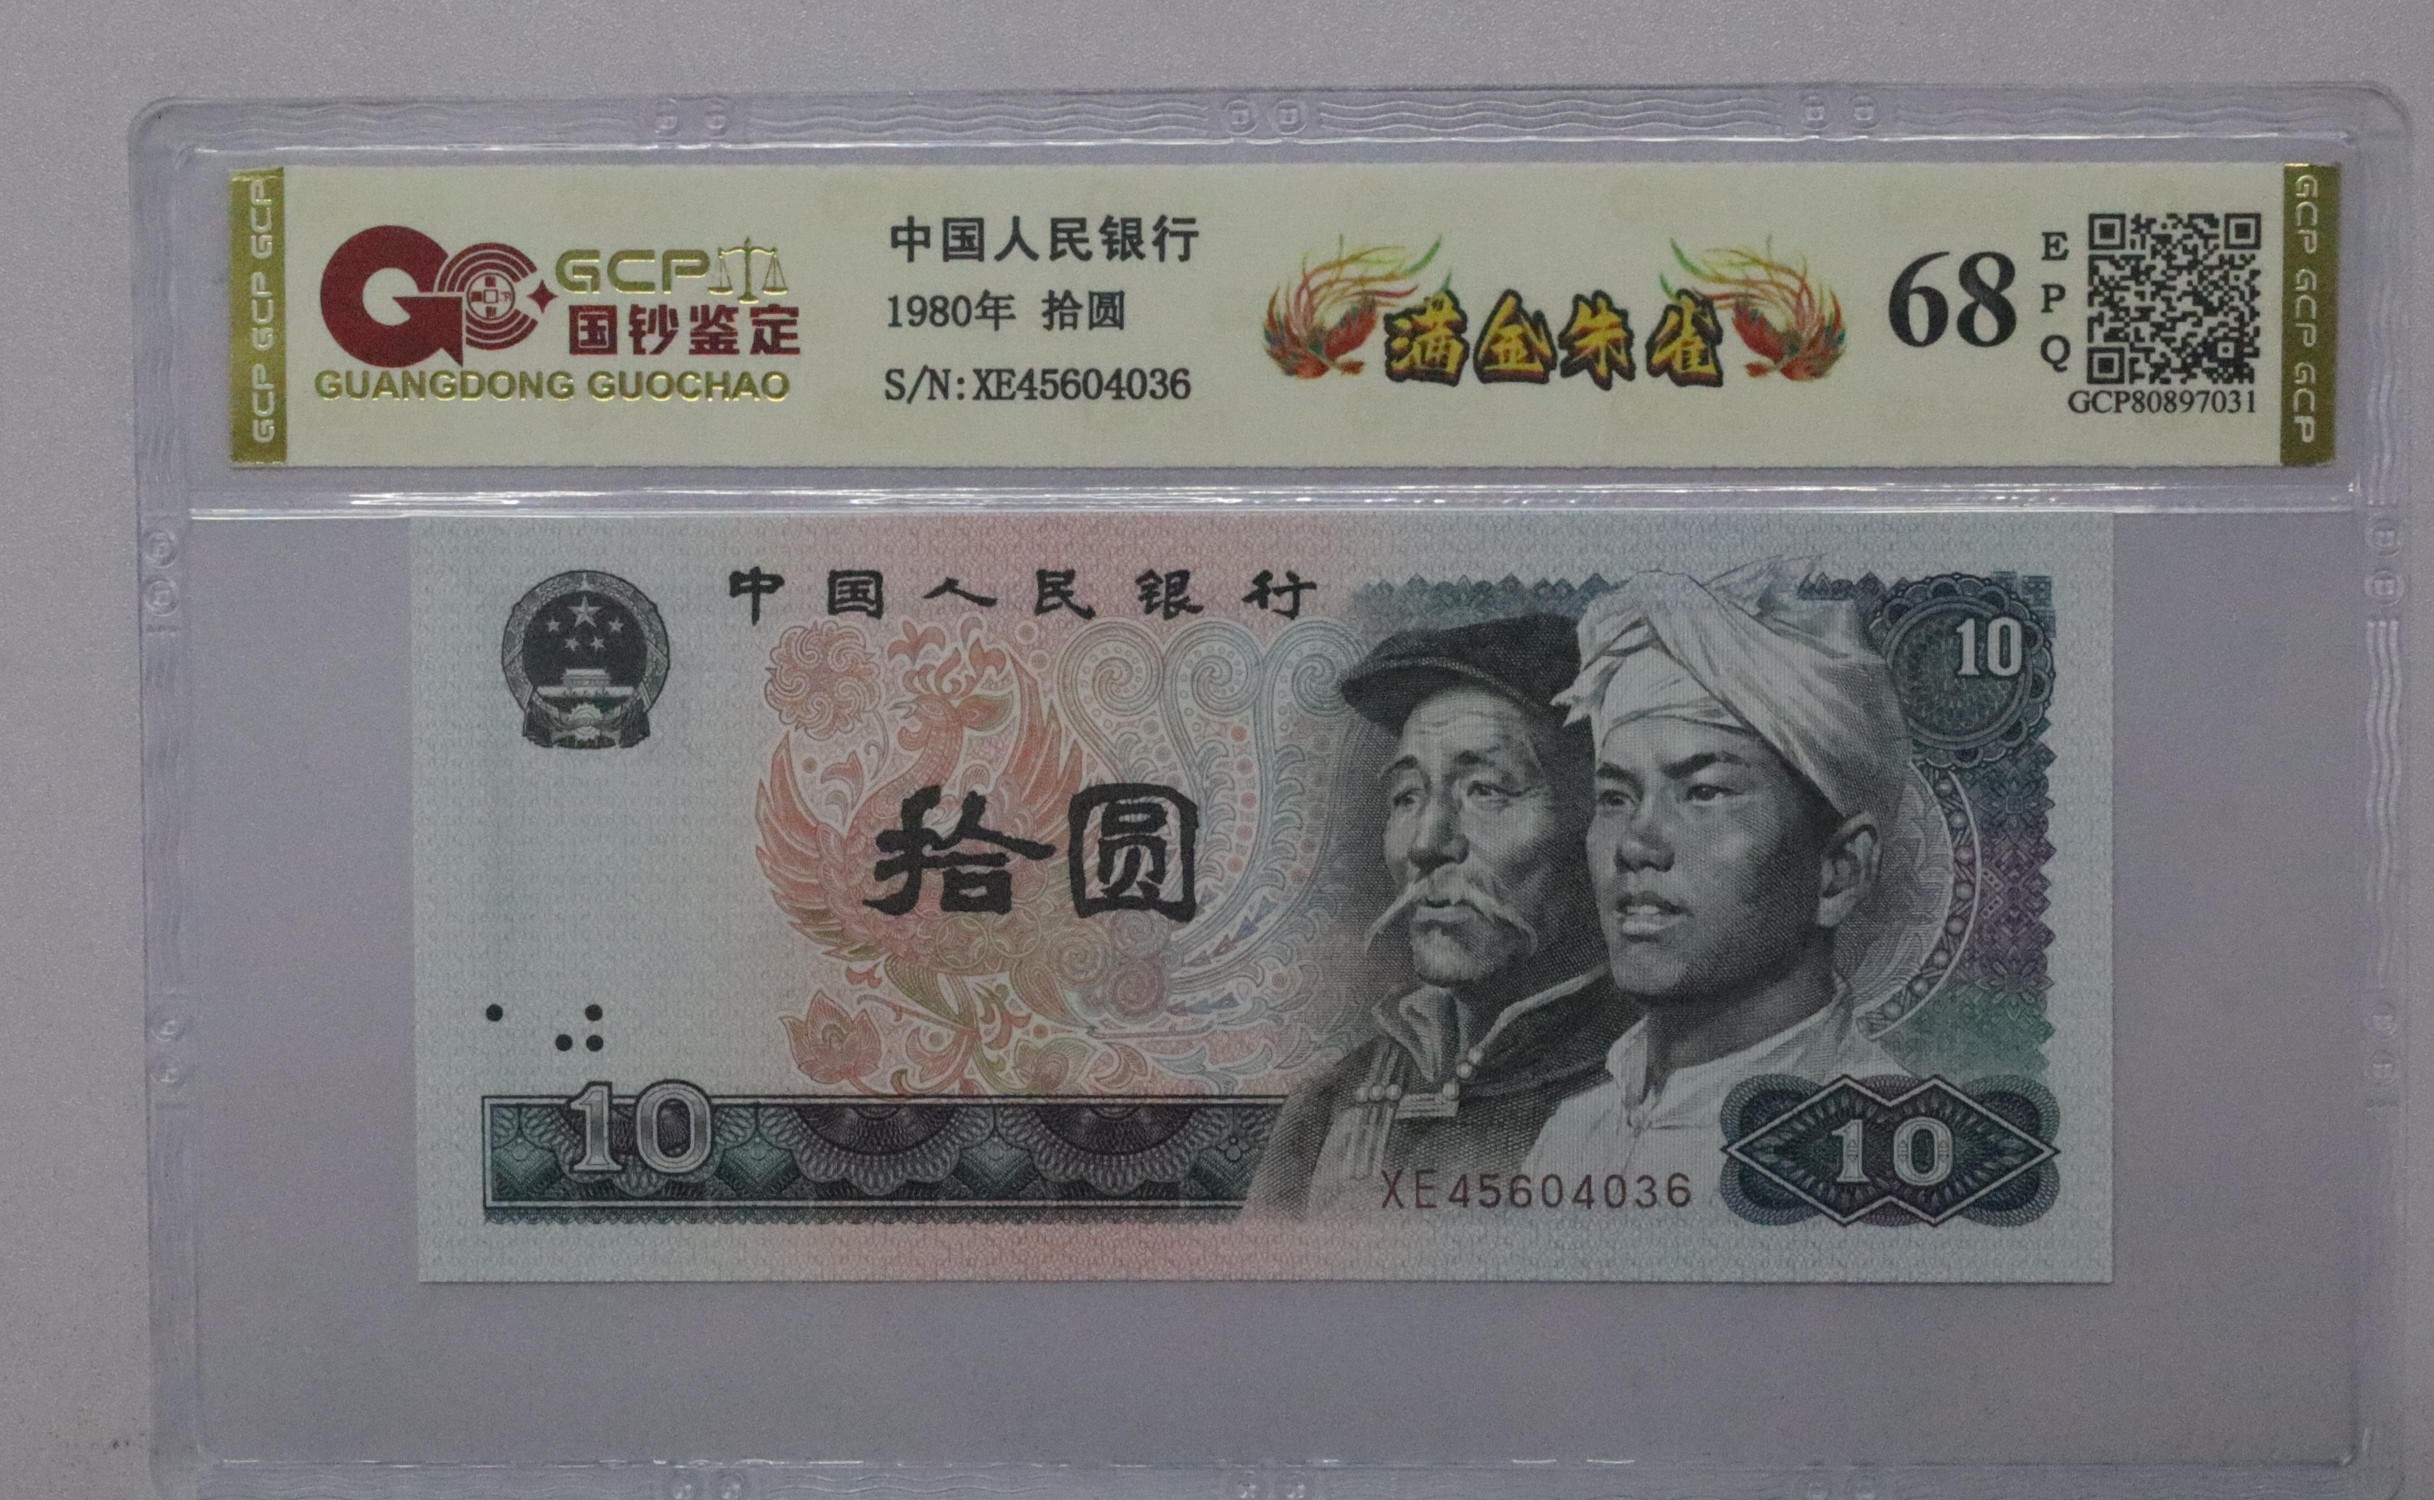 GCP GCP GCP
GCP
国钞鉴定
GUANGDONG GUOCHAO
中国人民银行
1980年 拾圆
S/N:XE45604036
满金朱雀
68
EPQ
GCP80897031
GCP GCP GCP
中国人民银行
10
拾圆
10
XE45604036
10